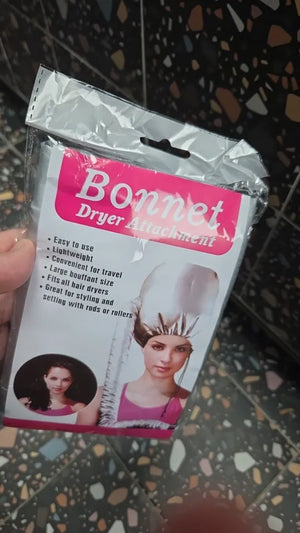 Bonnet
Dryer Attachment
• Easy to use
• Lightweight
• Convenient for travel
• Large bouffant size
• Fits all hair dryers
• Great for styling and
setting with rods or rollers